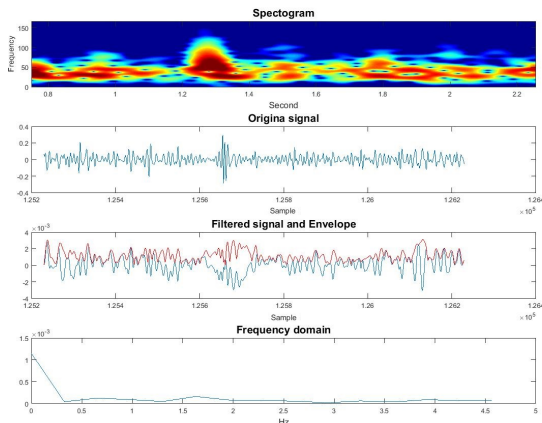 Spectogram
150
100
50
0
Frequency
0.8 1 1.2 1.4 1.6 1.8 2 2.2
Second
Origina signal
0.4
0.2
0
-0.2
-0.4
1.252 1.254 1.256 1.258 1.26 1.262 1.264
Sample
×10⁵
Filtered signal and Envelope
×10⁻³
4
2
0
-2
-4
1.252 1.254 1.256 1.258 1.26 1.262 1.264
Sample
×10⁵
Frequency domain
×10⁻³
1.5
1
0.5
0
0 0.5 1 1.5 2 2.5 3 3.5 4 4.5 5
Hz